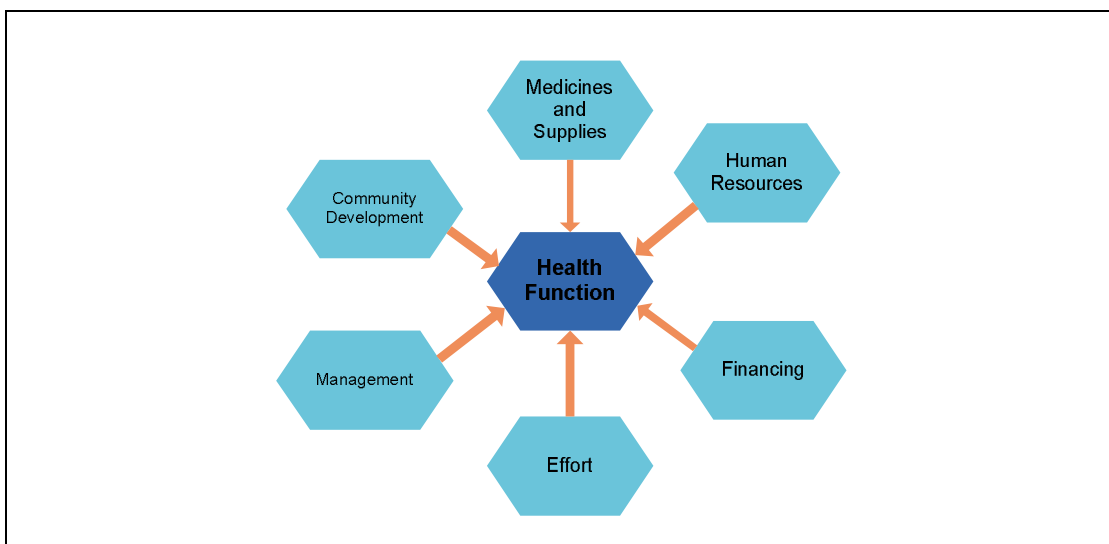 Medicines
and
Supplies
Human
Resources
Community
Development
Health
Function
Management
Financing
Effort